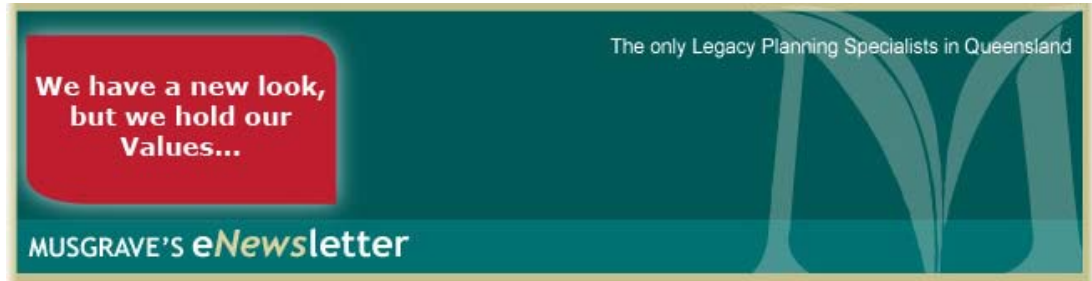 We have a new look,
but we hold our
Values...
The only Legacy Planning Specialists in Queensland
MUSGRAVE'S eNewsletter